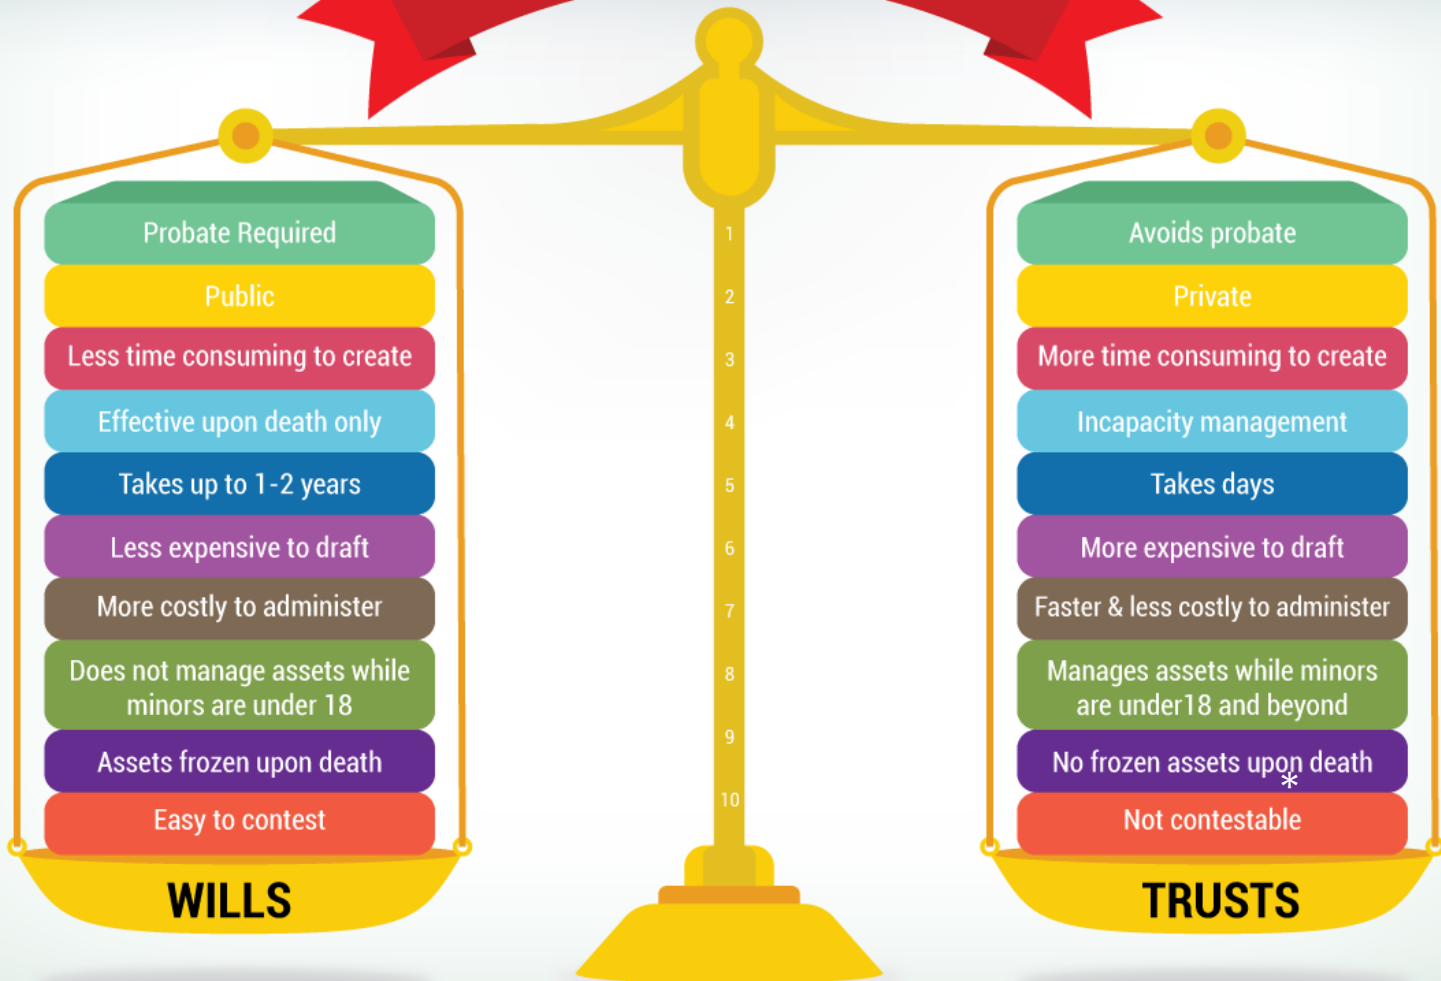 Probate Required
Public
Less time consuming to create
Effective upon death only
Takes up to 1-2 years
Less expensive to draft
More costly to administer
Does not manage assets while
minors are under 18
Assets frozen upon death
Easy to contest
WILLS
1
2
3
4
5
6
7
8
9
10
Avoids probate
Private
More time consuming to create
Incapacity management
Takes days
More expensive to draft
Faster & less costly to administer
Manages assets while minors
are under18 and beyond
No frozen assets upon death
*
Not contestable
TRUSTS